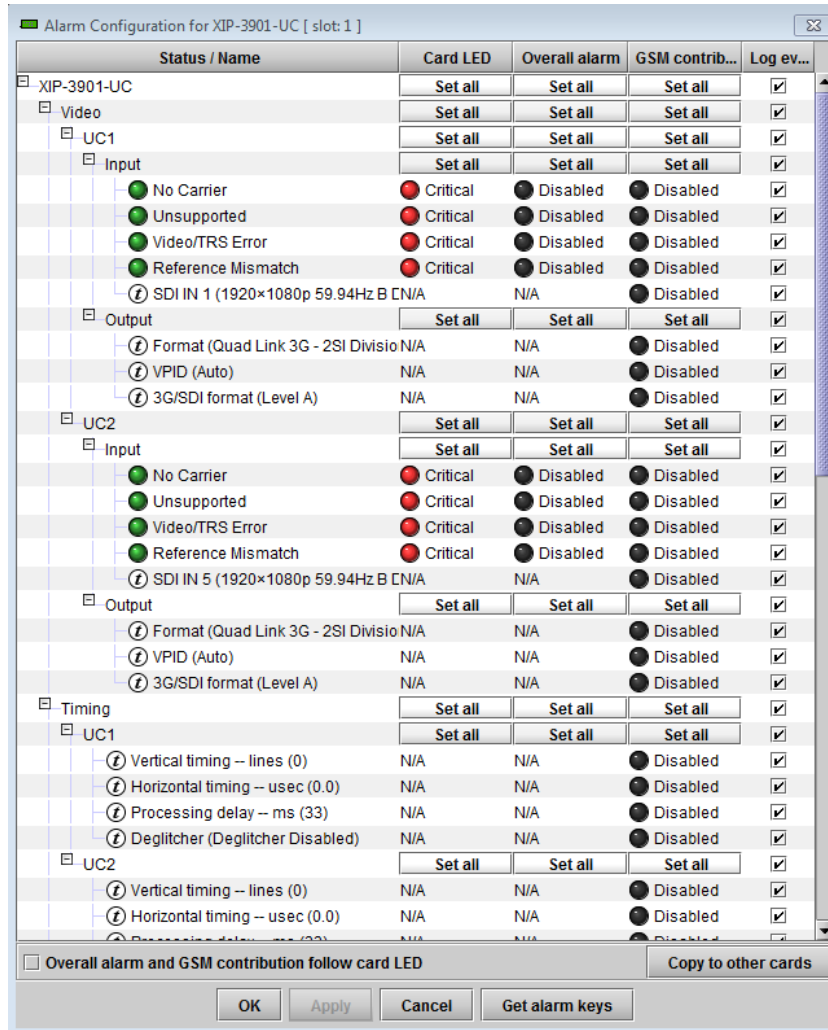 Alarm Configuration for XIP-3901-UC [ slot: 1 ]
Status / Name Card LED Overall alarm GSM contrib... Log ev...
XIP-3901-UC Set all Set all Set all
Video Set all Set all Set all
UC1 Set all Set all Set all
Input Set all Set all Set all
No Carrier Critical Disabled Disabled
Unsupported Critical Disabled Disabled
Video/TRS Error Critical Disabled Disabled
Reference Mismatch Critical Disabled Disabled
t SDI IN 1 (1920×1080p 59.94Hz B D N/A N/A Disabled
Output Set all Set all Set all
t Format (Quad Link 3G - 2SI Divisio N/A N/A Disabled
t VPID (Auto) N/A N/A Disabled
t 3G/SDI format (Level A) N/A N/A Disabled
UC2 Set all Set all Set all
Input Set all Set all Set all
No Carrier Critical Disabled Disabled
Unsupported Critical Disabled Disabled
Video/TRS Error Critical Disabled Disabled
Reference Mismatch Critical Disabled Disabled
t SDI IN 5 (1920×1080p 59.94Hz B D N/A N/A Disabled
Output Set all Set all Set all
t Format (Quad Link 3G - 2SI Divisio N/A N/A Disabled
t VPID (Auto) N/A N/A Disabled
t 3G/SDI format (Level A) N/A N/A Disabled
Timing Set all Set all Set all
UC1 Set all Set all Set all
t Vertical timing -- lines (0) N/A N/A Disabled
t Horizontal timing -- usec (0.0) N/A N/A Disabled
t Processing delay -- ms (33) N/A N/A Disabled
t Deglitcher (Deglitcher Disabled) N/A N/A Disabled
UC2 Set all Set all Set all
t Vertical timing -- lines (0) N/A N/A Disabled
t Horizontal timing -- usec (0.0) N/A N/A Disabled
Overall alarm and GSM contribution follow card LED Copy to other cards
OK Apply Cancel Get alarm keys